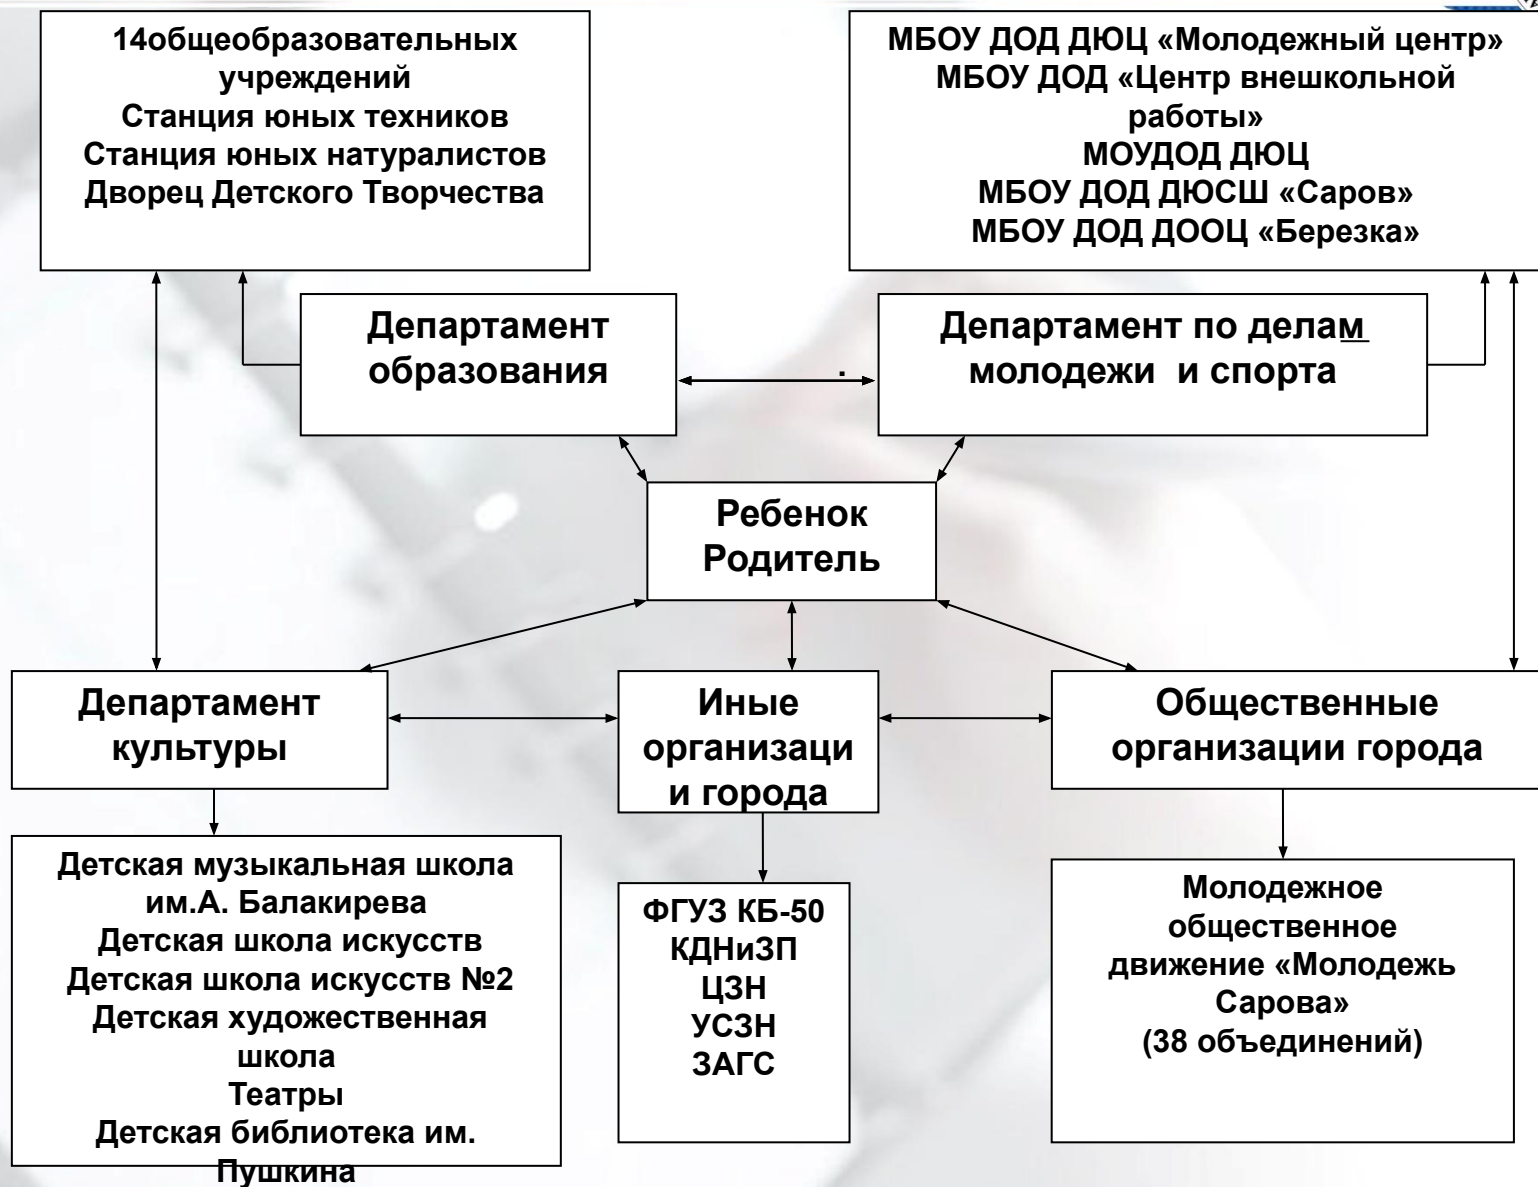 14общеобразовательных
учреждений
Станция юных техников
Станция юных натуралистов
Дворец Детского Творчества
МБОУ ДОД ДЮЦ «Молодежный центр»
МБОУ ДОД «Центр внешкольной
работы»
МОУДОД ДЮЦ
МБОУ ДОД ДЮСШ «Саров»
МБОУ ДОД ДООЦ «Березка»
Департамент
образования
.
Департамент по делам
молодежи и спорта
Ребенок
Родитель
Департамент
культуры
Иные
организаци
и города
Общественные
организации города
Детская музыкальная школа
им.А. Балакирева
Детская школа искусств
Детская школа искусств №2
Детская художественная
школа
Театры
Детская библиотека им.
Пушкина
ФГУЗ КБ-50
КДНиЗП
ЦЗН
УСЗН
ЗАГС
Молодежное
общественное
движение «Молодежь
Сарова»
(38 объединений)